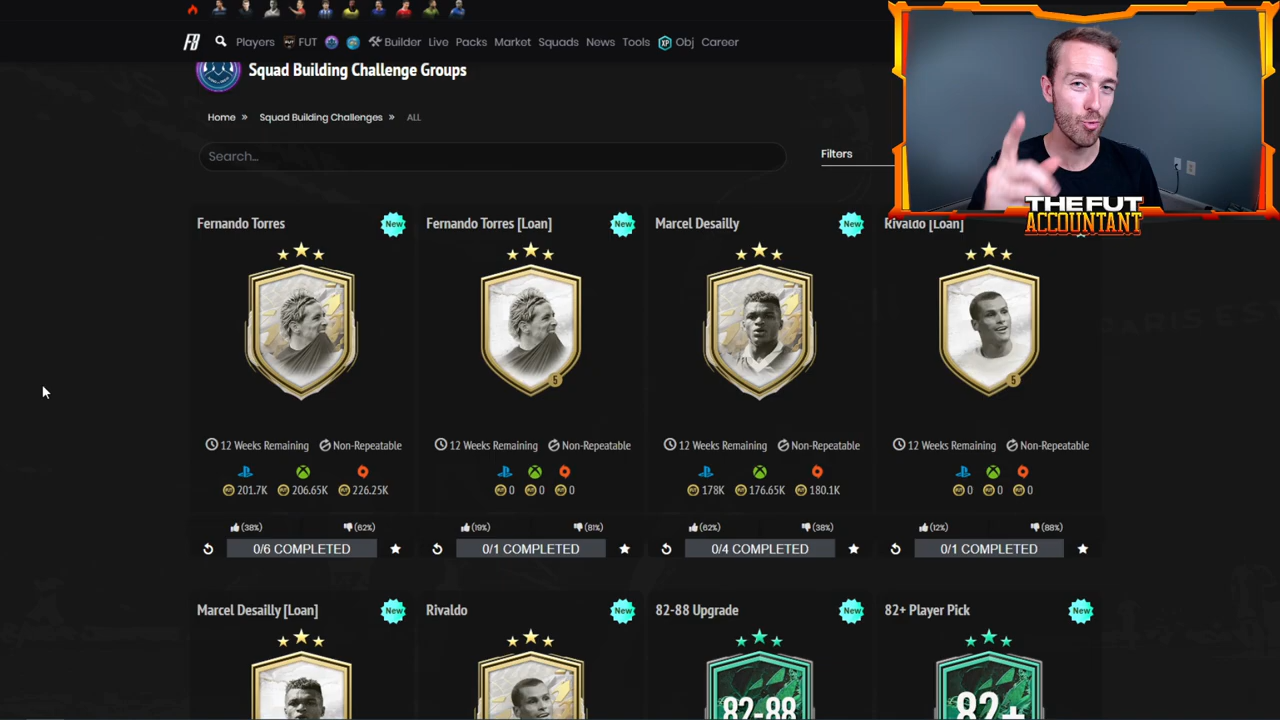 F8 Players FUT Builder Live Packs Market Squads News Tools XP Obj Career
Squad Building Challenge Groups
Home » Squad Building Challenges » ALL
Search...
Filters
THE FUT
ACCOUNTANT
Fernando Torres New
Fernando Torres [Loan] New
Marcel Desailly New
Rivaldo [Loan]
5
5
12 Weeks Remaining Non-Repeatable
12 Weeks Remaining Non-Repeatable
12 Weeks Remaining Non-Repeatable
12 Weeks Remaining Non-Repeatable
201.7K 206.65K 226.25K
0 0 0
178K 176.65K 180.1K
0 0 0
(38%) (62%)
(19%) (81%)
(62%) (38%)
(12%) (88%)
0/6 COMPLETED
0/1 COMPLETED
0/4 COMPLETED
0/1 COMPLETED
Marcel Desailly [Loan] New
Rivaldo New
82-88 Upgrade New
82+ Player Pick New
82-88
82+